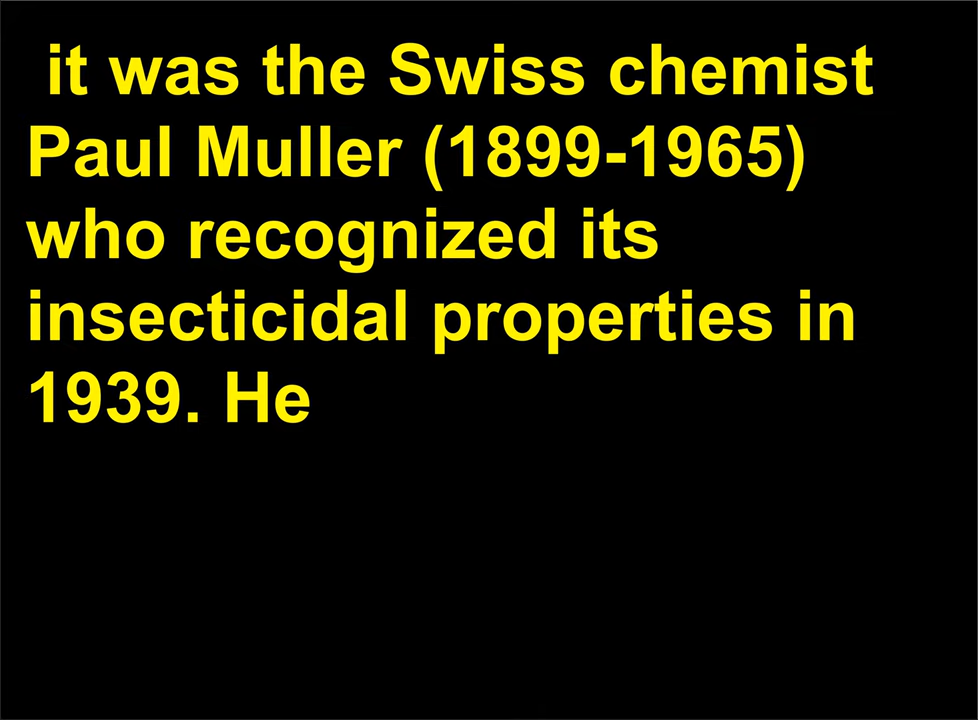 it was the Swiss chemist
Paul Muller (1899-1965)
who recognized its
insecticidal properties in
1939. He